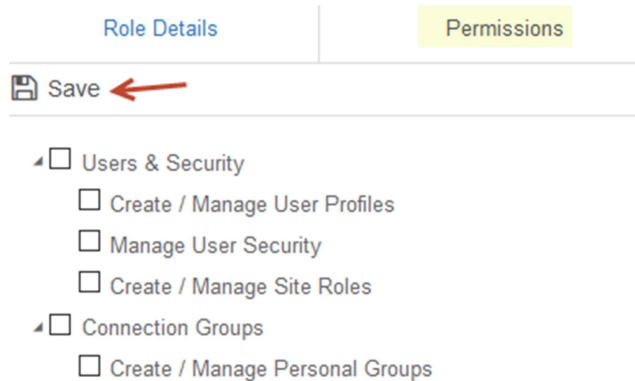 Role Details Permissions
Save
Users & Security
Create / Manage User Profiles
Manage User Security
Create / Manage Site Roles
Connection Groups
Create / Manage Personal Groups